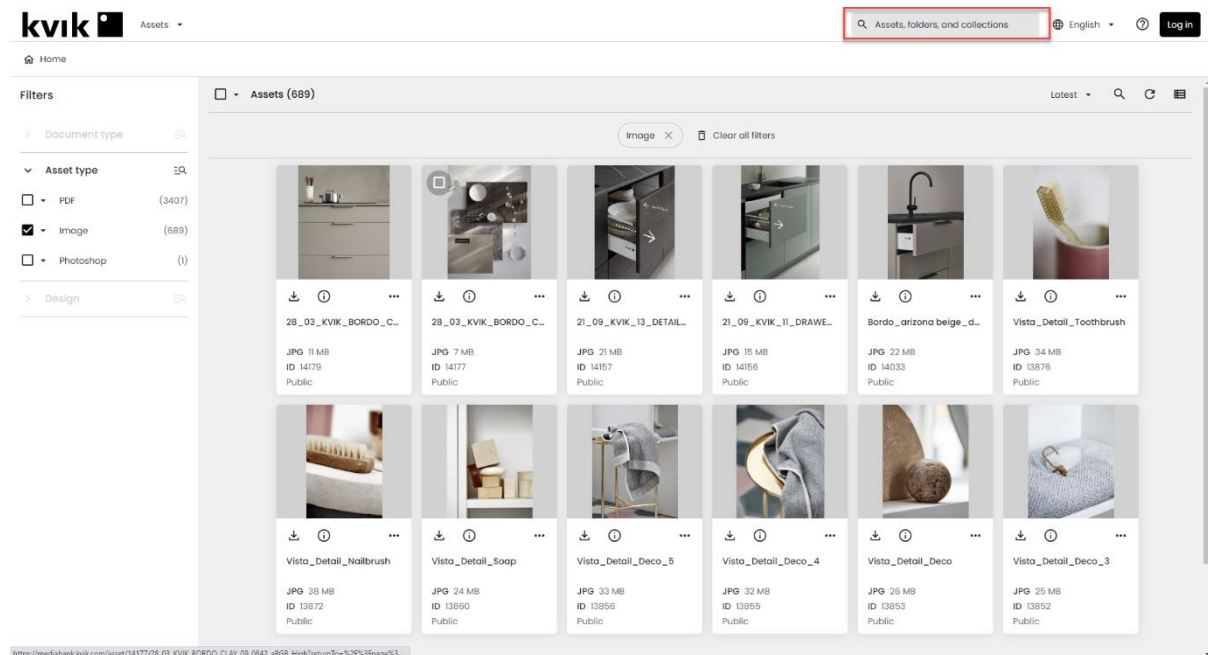 kvik
Assets
Assets, folders, and collections
English
Log in
Home
Filters
Document type
Asset type
PDF (3407)
Image (689)
Photoshop (1)
Design
Assets (689)
Latest
Image
Clear all filters
28_03_KVIK_BORDO_C...
JPG 11 MB
ID 14179
Public
28_03_KVIK_BORDO_C...
JPG 7 MB
ID 14177
Public
21_09_KVIK_13_DETAIL...
JPG 21 MB
ID 14157
Public
21_09_KVIK_11_DRAWE...
JPG 15 MB
ID 14156
Public
Bordo_arizona beige_d...
JPG 22 MB
ID 14033
Public
Vista_Detail_Toothbrush
JPG 34 MB
ID 13876
Public
Vista_Detail_Nailbrush
JPG 38 MB
ID 13872
Public
Vista_Detail_Soap
JPG 24 MB
ID 13860
Public
Vista_Detail_Deco_5
JPG 33 MB
ID 13856
Public
Vista_Detail_Deco_4
JPG 32 MB
ID 13855
Public
Vista_Detail_Deco
JPG 26 MB
ID 13853
Public
Vista_Detail_Deco_3
JPG 25 MB
ID 13852
Public